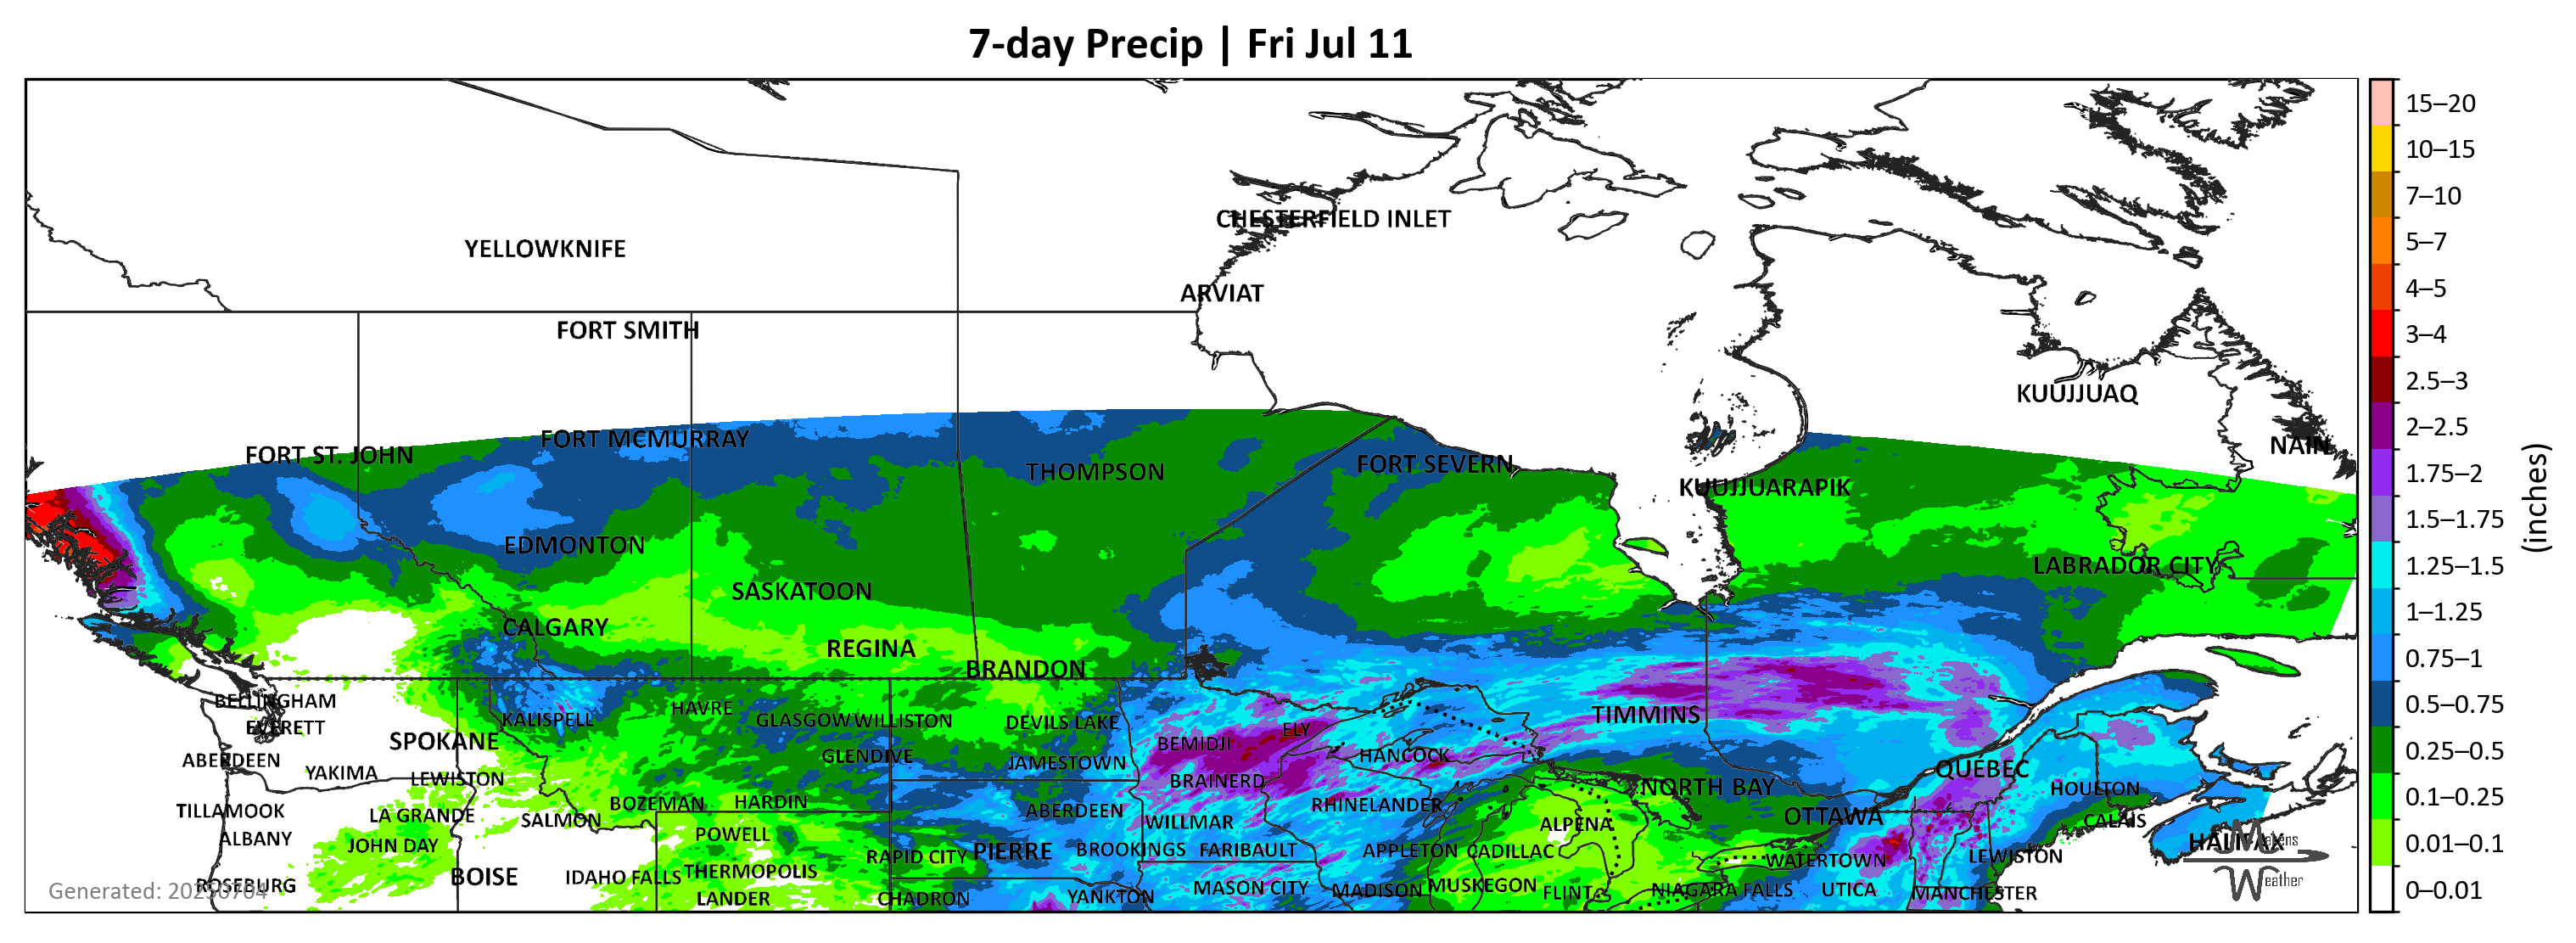 7-day Precip | Fri Jul 11
YELLOWKNIFE
CHESTERFIELD INLET
ARVIAT
FORT SMITH
KUUJJUAQ
NAIN
FORT ST. JOHN
FORT MCMURRAY
THOMPSON
FORT SEVERN
KUUJJUARAPIK
EDMONTON
SASKATOON
LABRADOR CITY
CALGARY
REGINA
BRANDON
BELLINGHAM
EVERETT
KALISPELL
HAVRE
GLASGOW
WILLISTON
DEVILS LAKE
BEMIDJI
ELY
TIMMINS
SPOKANE
ABERDEEN
YAKIMA
LEWISTON
GLENDIVE
JAMESTOWN
BRAINERD
HANCOCK
QUÉBEC
TILLAMOOK
LA GRANDE
SALMON
BOZEMAN
HARDIN
ABERDEEN
WILLMAR
RHINELANDER
NORTH BAY
OTTAWA
HOULTON
CALAIS
ALBANY
JOHN DAY
POWELL
RAPID CITY
PIERRE
BROOKINGS
FARIBAULT
APPLETON
CADILLAC
ALPENA
WATERTOWN
LEWISTON
HALIFAX
ROSEBURG
BOISE
IDAHO FALLS
THERMOPOLIS
LANDER
CHADRON
YANKTON
MASON CITY
MADISON
MUSKEGON
FLINT
NIAGARA FALLS
UTICA
MANCHESTER
Weather
Generated: 20250704
15–20
10–15
7–10
5–7
4–5
3–4
2.5–3
2–2.5
1.75–2
1.5–1.75
1.25–1.5
1–1.25
0.75–1
0.5–0.75
0.25–0.5
0.1–0.25
0.01–0.1
0–0.01
(inches)